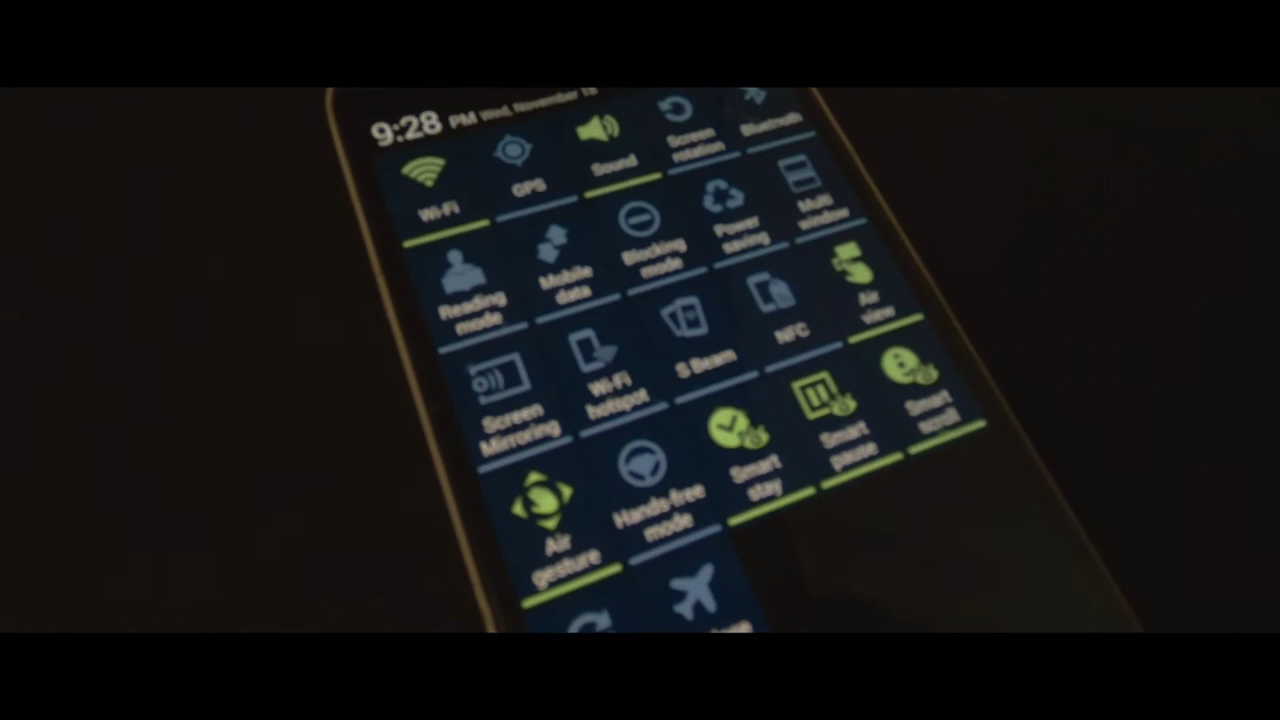 9:28 PM Wed, November
Wi-Fi
GPS
Sound
Screen
rotation
Bluetooth
Reading
mode
Mobile
data
Blocking
mode
Power
saving
Multi
window
Screen
Mirroring
Wi-Fi
hotspot
S Beam
NFC
Air
view
Air
gesture
Hands-free
mode
Smart
stay
Smart
pause
Smart
scroll